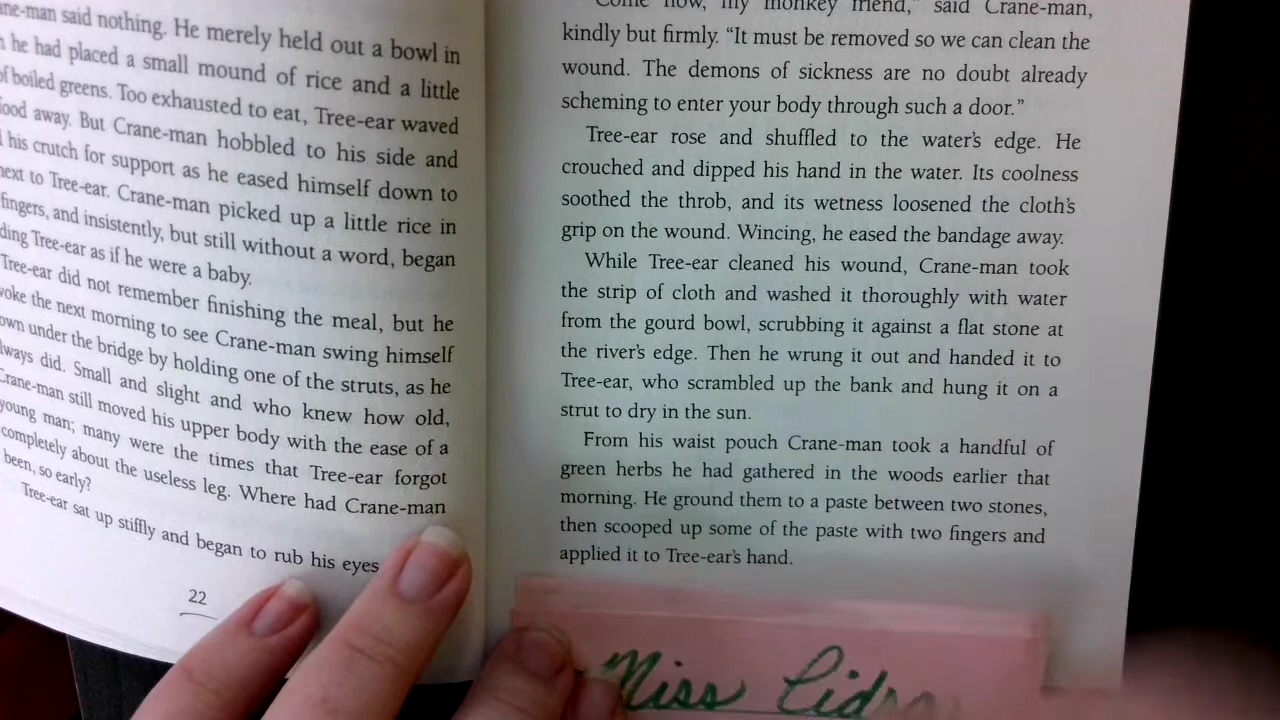 said nothing. He merely held out a bowl in
he had placed a small mound of rice and a little
of boiled greens. Too exhausted to eat, Tree-ear waved
away. But Crane-man hobbled to his side and
his crutch for support as he eased himself down to
next to Tree-ear. Crane-man picked up a little rice in
fingers, and insistently, but still without a word, began
Tree-ear as if he were a baby.
Tree-ear did not remember finishing the meal, but he
the next morning to see Crane-man swing himself
under the bridge by holding one of the struts, as he
did. Small and slight and who knew how old,
Crane-man still moved his upper body with the ease of a
young man; many were the times that Tree-ear forgot
completely about the useless leg. Where had Crane-man
been, so early?
Tree-ear sat up stiffly and began to rub his eyes
22
"Come now, my monkey friend," said Crane-man,
kindly but firmly. “It must be removed so we can clean the
wound. The demons of sickness are no doubt already
scheming to enter your body through such a door.”
Tree-ear rose and shuffled to the water's edge. He
crouched and dipped his hand in the water. Its coolness
soothed the throb, and its wetness loosened the cloth's
grip on the wound. Wincing, he eased the bandage away.
While Tree-ear cleaned his wound, Crane-man took
the strip of cloth and washed it thoroughly with water
from the gourd bowl, scrubbing it against a flat stone at
the river's edge. Then he wrung it out and handed it to
Tree-ear, who scrambled up the bank and hung it on a
strut to dry in the sun.
From his waist pouch Crane-man took a handful of
green herbs he had gathered in the woods earlier that
morning. He ground them to a paste between two stones,
then scooped up some of the paste with two fingers and
applied it to Tree-ear's hand.
Miss